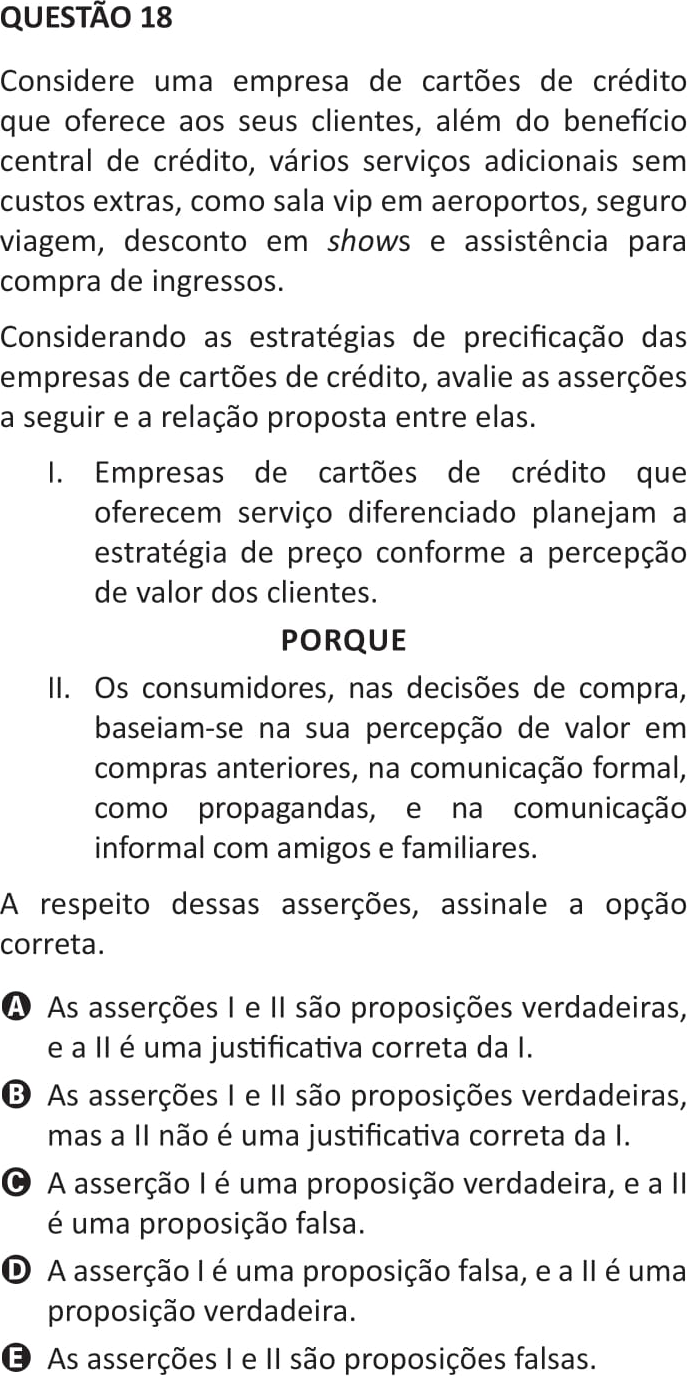 QUESTÃO 18
Considere uma empresa de cartões de crédito
que oferece aos seus clientes, além do benefício
central de crédito, vários serviços adicionais sem
custos extras, como sala vip em aeroportos, seguro
viagem, desconto em shows e assistência para
compra de ingressos.
Considerando as estratégias de precificação das
empresas de cartões de crédito, avalie as asserções
a seguir e a relação proposta entre elas.
I. Empresas de cartões de crédito que
oferecem serviço diferenciado planejam a
estratégia de preço conforme a percepção
de valor dos clientes.
PORQUE
II. Os consumidores, nas decisões de compra,
baseiam-se na sua percepção de valor em
compras anteriores, na comunicação formal,
como propagandas, e na comunicação
informal com amigos e familiares.
A respeito dessas asserções, assinale a opção
correta.
A As asserções I e II são proposições verdadeiras,
e a II é uma justificativa correta da I.
B As asserções I e II são proposições verdadeiras,
mas a II não é uma justificativa correta da I.
C A asserção I é uma proposição verdadeira, e a II
é uma proposição falsa.
D A asserção I é uma proposição falsa, e a II é uma
proposição verdadeira.
E As asserções I e II são proposições falsas.